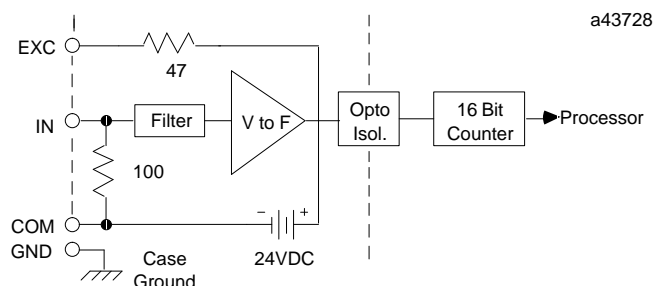 a43728
EXC
47
IN
Filter
V to F
Opto
Isol.
16 Bit
Counter
Processor
100
COM
− +
24VDC
GND
Case
Ground